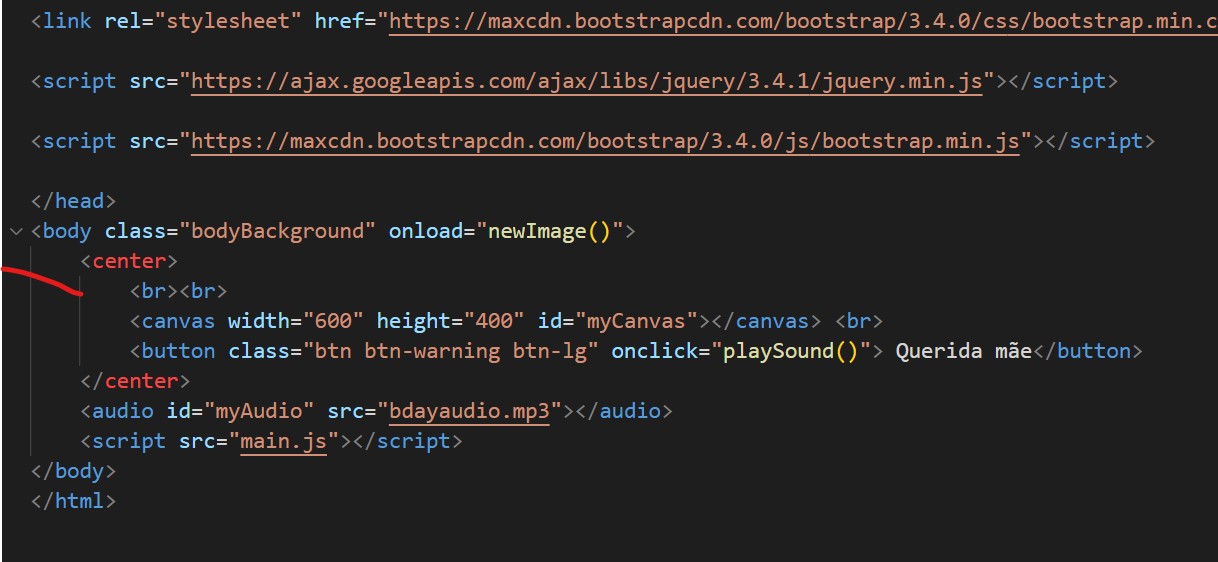 <link rel="stylesheet" href="https://maxcdn.bootstrapcdn.com/bootstrap/3.4.0/css/bootstrap.min.c
<script src="https://ajax.googleapis.com/ajax/libs/jquery/3.4.1/jquery.min.js"></script>
<script src="https://maxcdn.bootstrapcdn.com/bootstrap/3.4.0/js/bootstrap.min.js"></script>
</head>
<body class="bodyBackground" onload="newImage()">
<center>
<br><br>
<canvas width="600" height="400" id="myCanvas"></canvas> <br>
<button class="btn btn-warning btn-lg" onclick="playSound()"> Querida mãe</button>
</center>
<audio id="myAudio" src="bdayaudio.mp3"></audio>
<script src="main.js"></script>
</body>
</html>